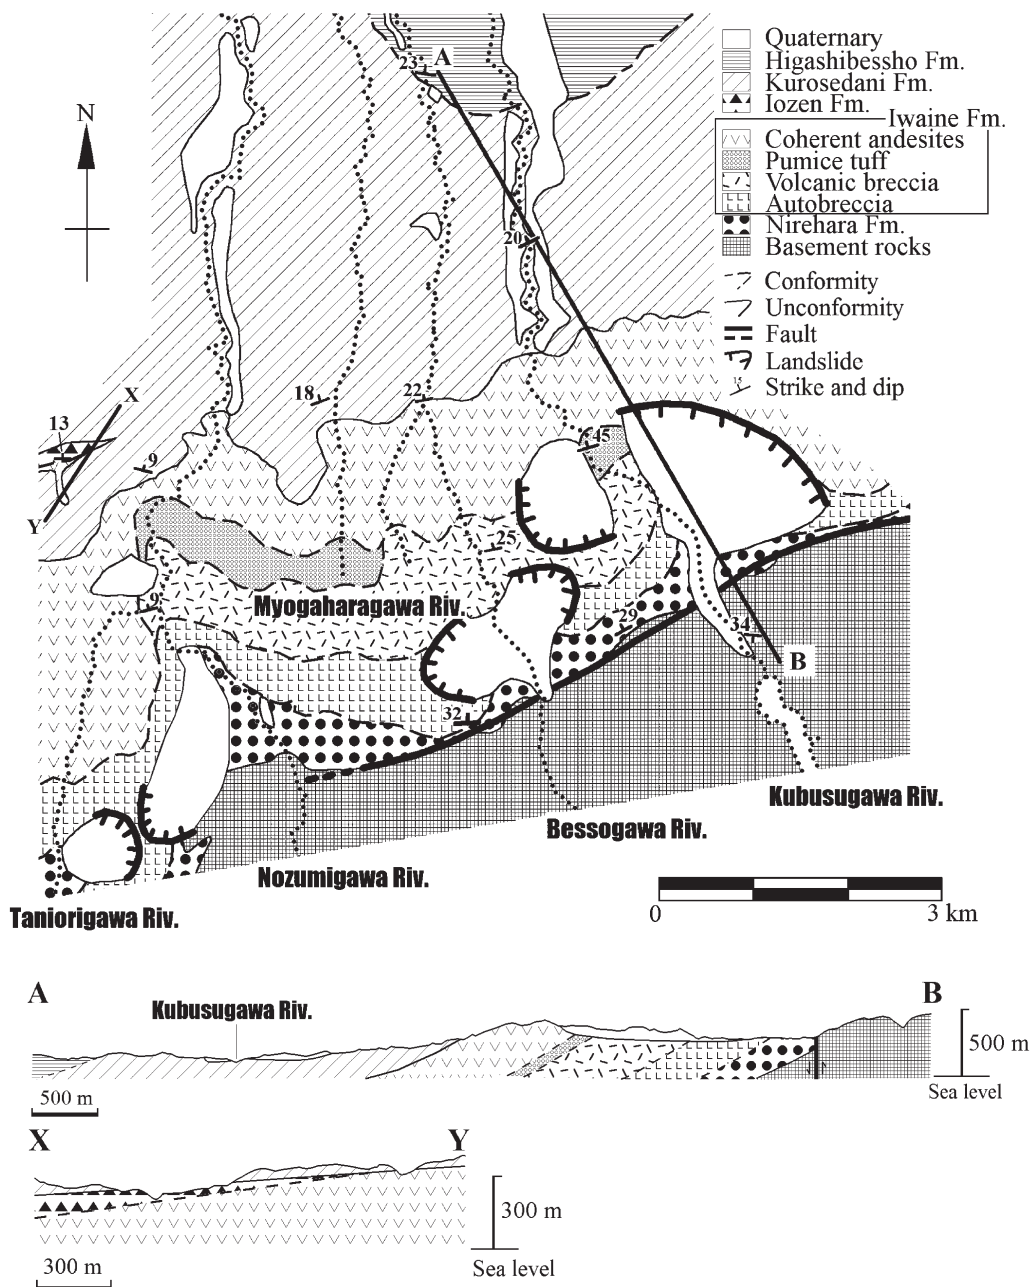 N
Quaternary
Higashibessho Fm.
Kurosedani Fm.
Iozen Fm.
Iwaine Fm.
Coherent andesites
Pumice tuff
Volcanic breccia
Autobreccia
Nirehara Fm.
Basement rocks
Conformity
Unconformity
Fault
Landslide
15
Strike and dip
23
A
20
18
22
X
13
9
Y
45
25
9
Myogaharagawa Riv.
29
34
B
32
Kubusugawa Riv.
Bessogawa Riv.
Nozumigawa Riv.
Taniorigawa Riv.
0
3 km
A
Kubusugawa Riv.
B
500 m
Sea level
500 m
X
Y
300 m
Sea level
300 m